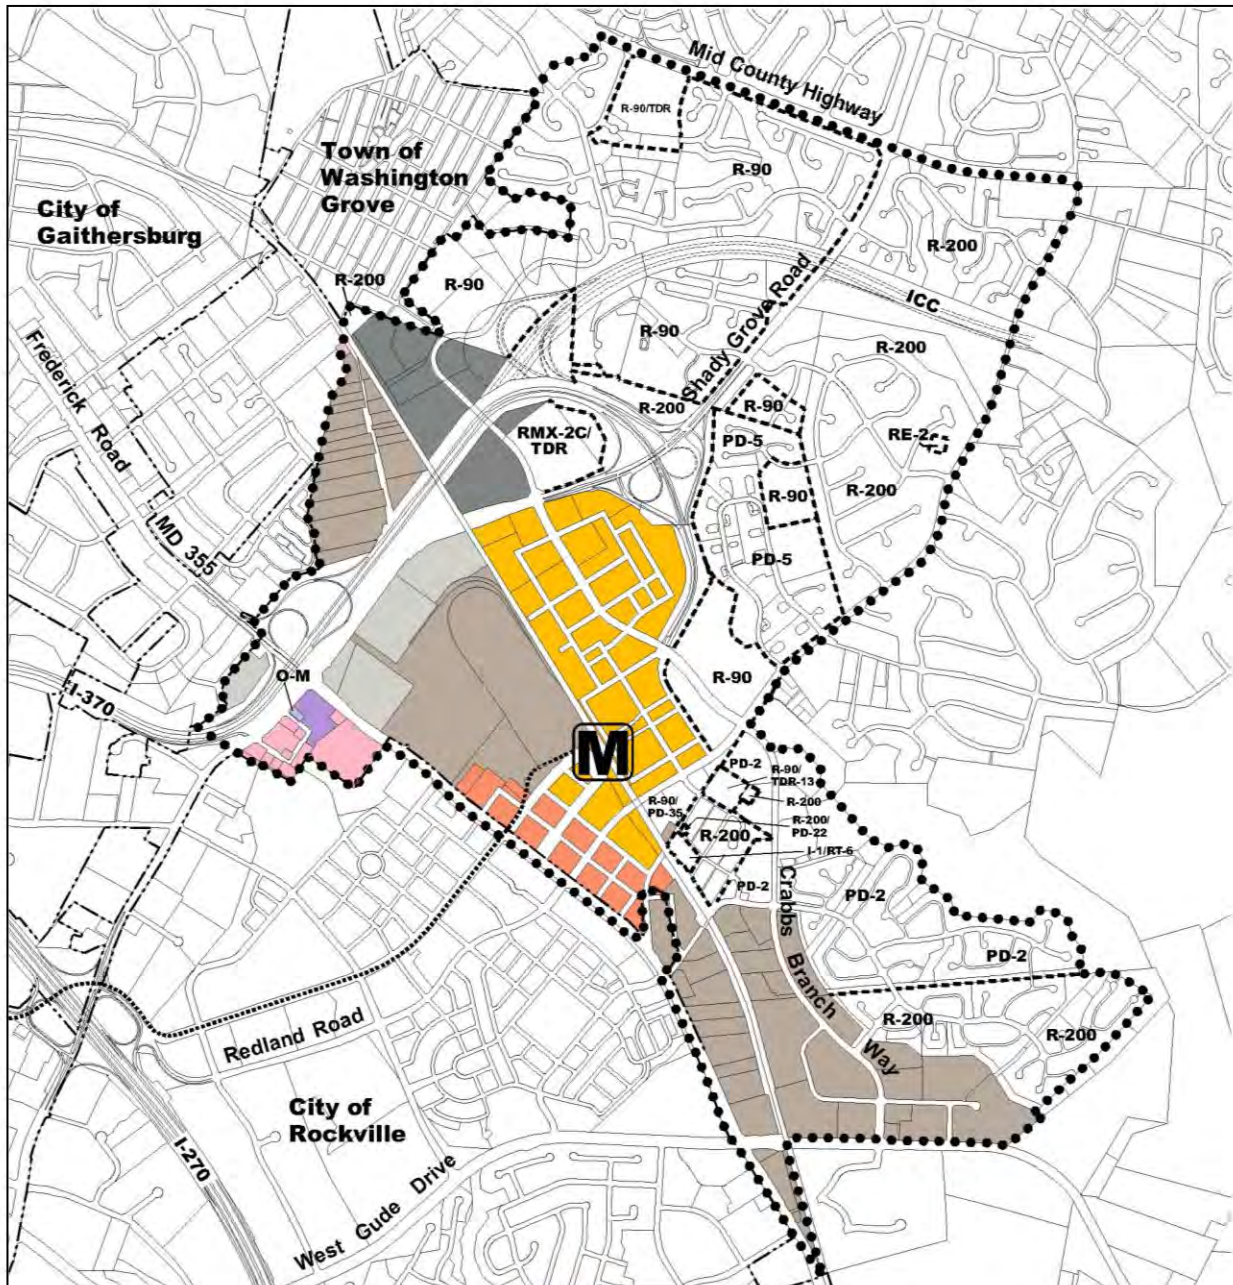 Mid County Highway
R-90/TDR
Town of
Washington
Grove
R-90
City of
Gaithersburg
R-200
R-200
R-90
ICC
Frederick
Road
R-90
Shady Grove Road
R-200
R-200
R-90
RMX-2C/
TDR
PD-5
RE-2
R-90
R-200
MD 355
PD-5
O-M
R-90
I-370
M
PD-2
R-90/
TDR-13
R-90/
PD-35
R-200
R-200/
PD-22
R-200
I-1/RT-6
PD-2
Crabbs
PD-2
PD-2
Branch
R-200
R-200
Way
Redland Road
City of
Rockville
I-270
West Gude Drive